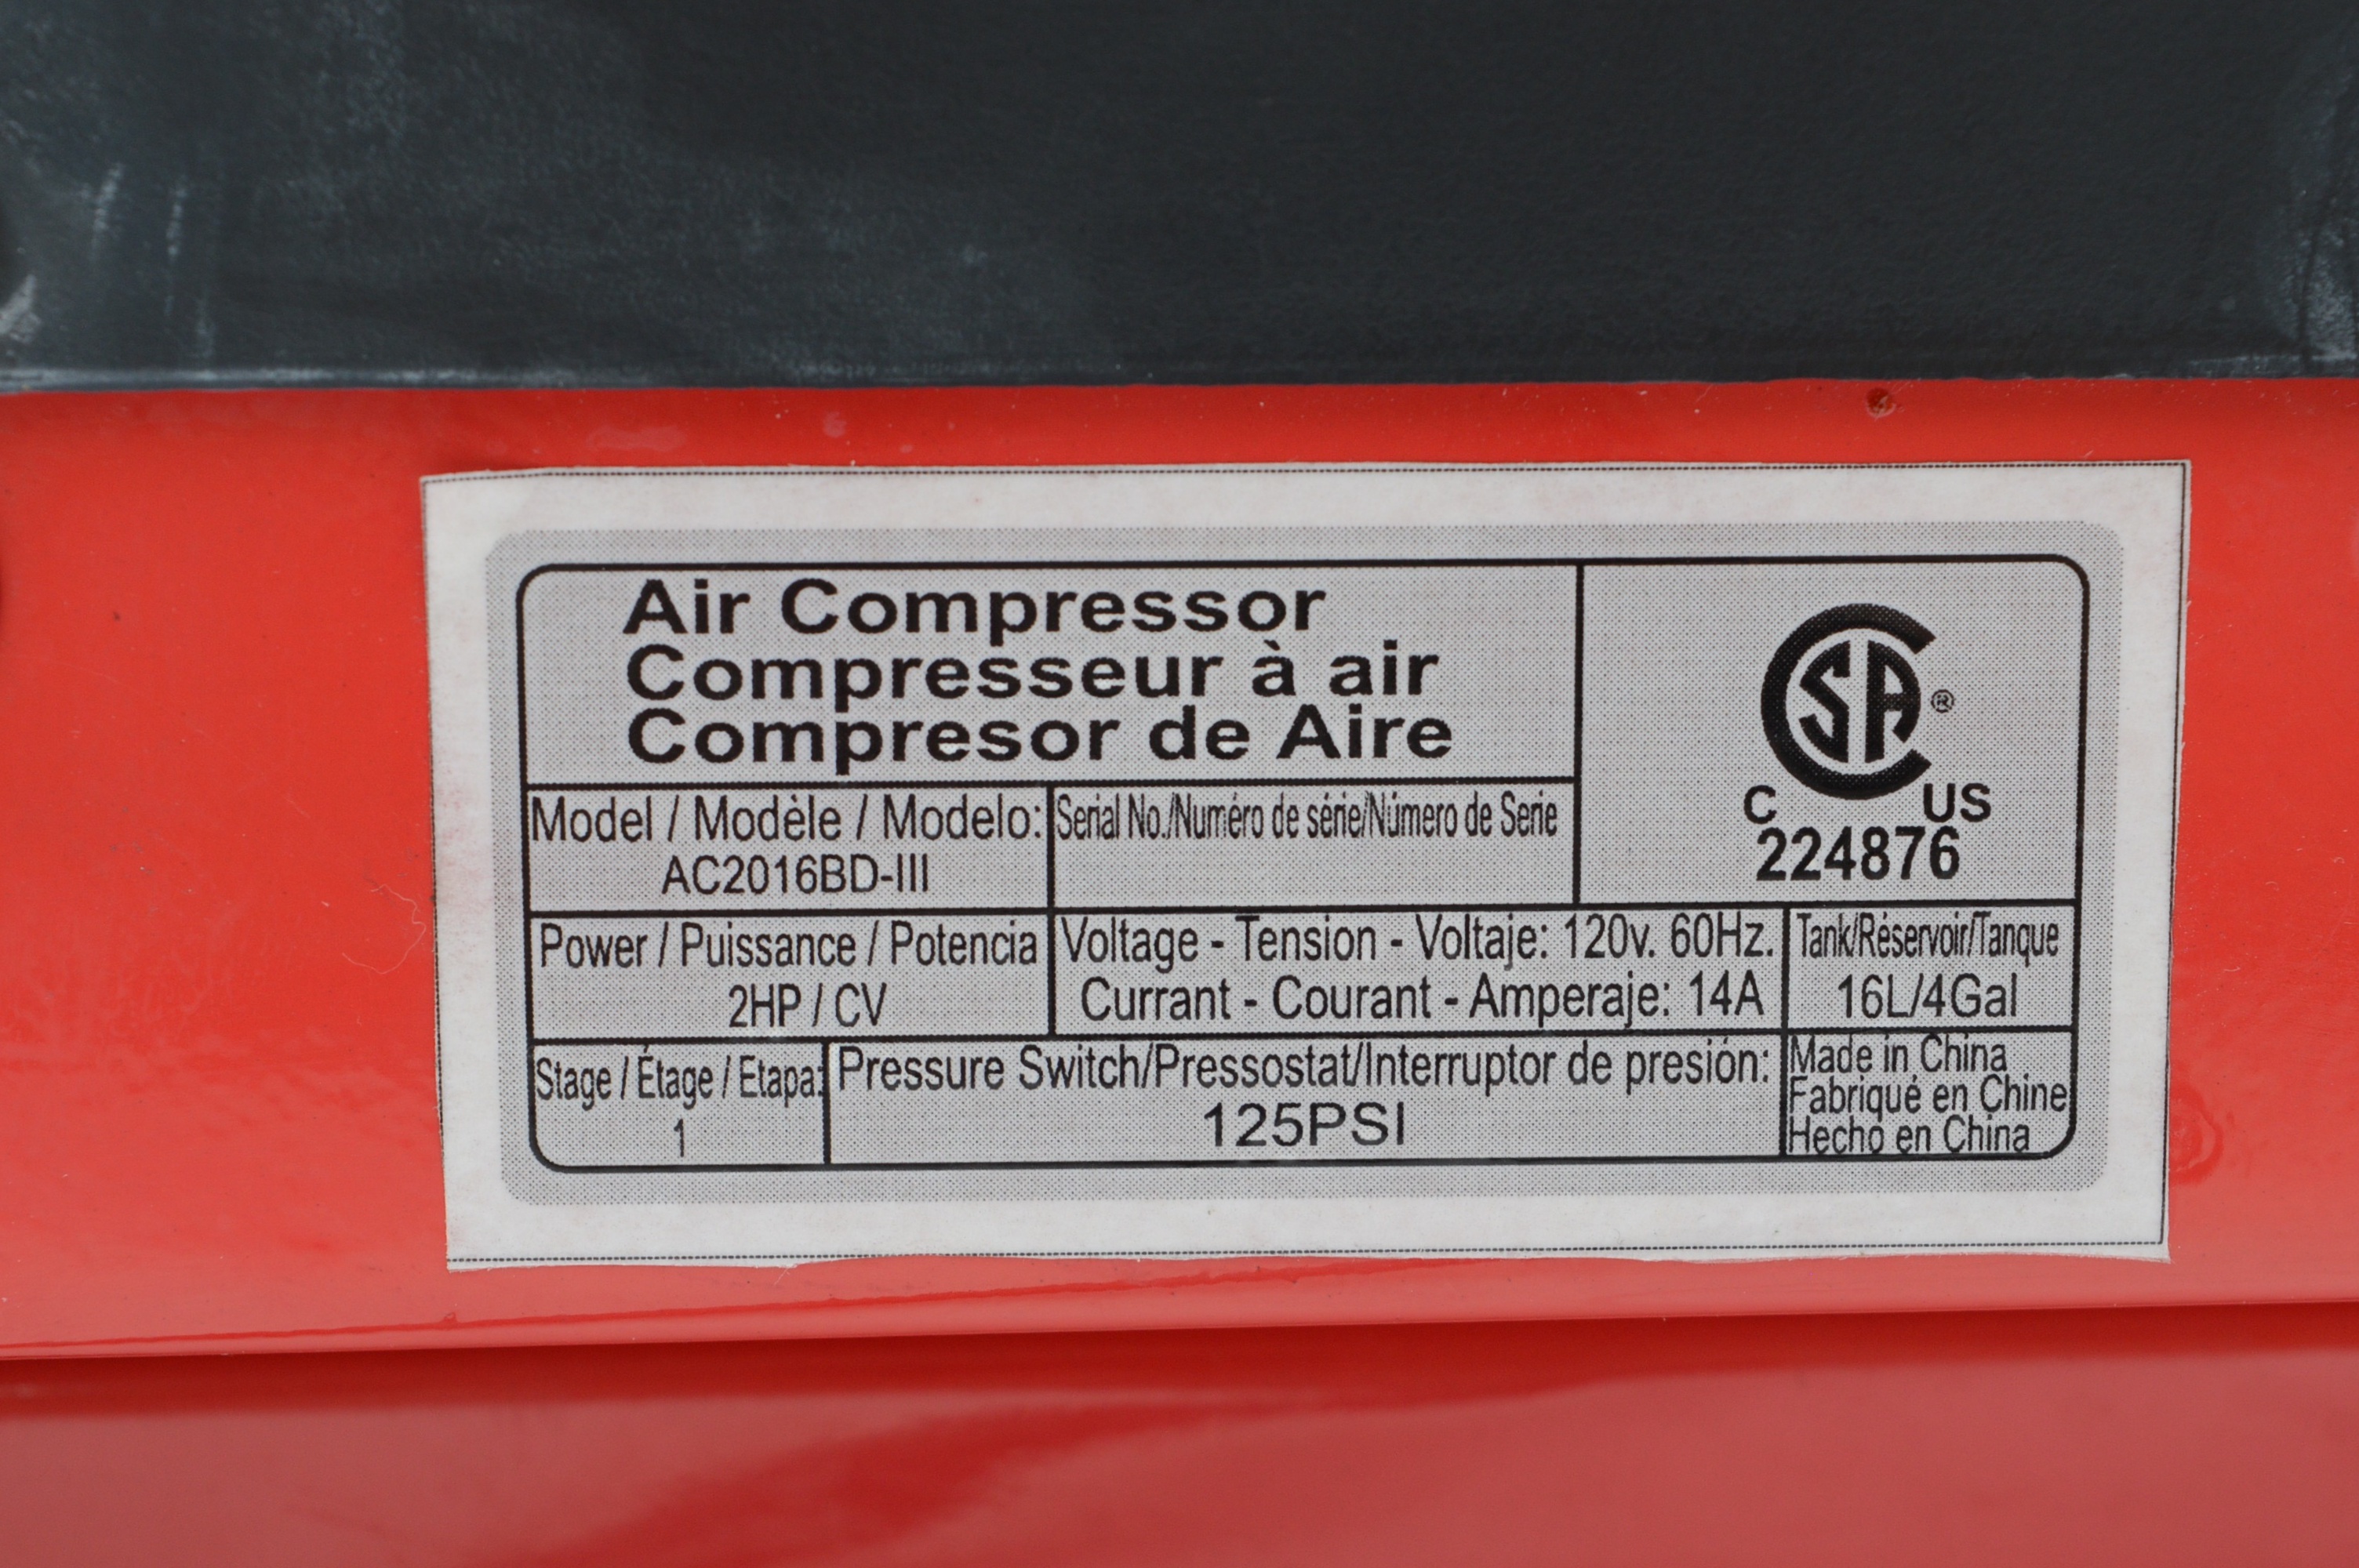 Air Compressor
Compresseur à air
Compresor de Aire
CSA®
C US
224876
Model / Modèle / Modelo:
AC2016BD-III
Serial No./Numéro de série/Número de Serie
Power / Puissance / Potencia
2HP / CV
Voltage - Tension - Voltaje: 120v. 60Hz.
Currant - Courant - Amperaje: 14A
Tank/Réservoir/Tanque
16L/4Gal
Stage / Étage / Etapa:
1
Pressure Switch/Pressostat/Interruptor de presión:
125PSI
Made in China
Fabriqué en Chine
Hecho en China